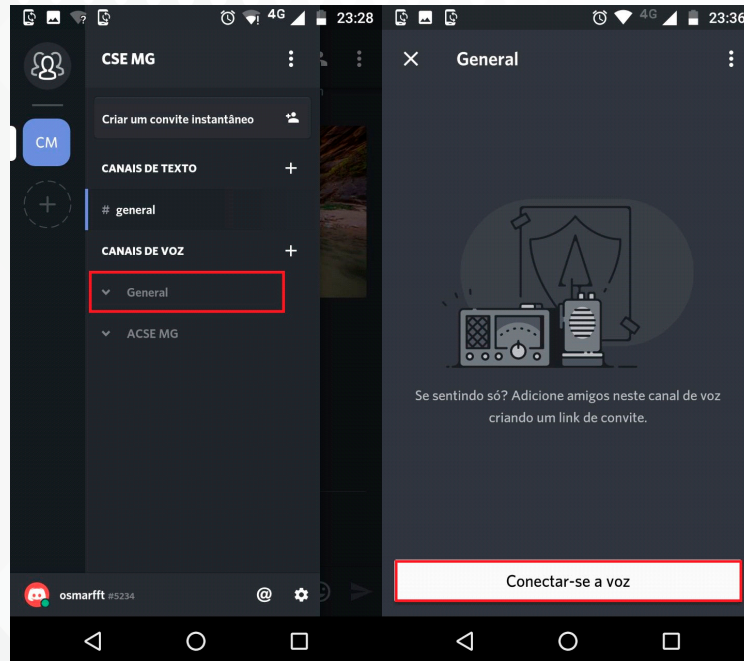 4G 23:28
CSE MG
Criar um convite instantâneo
CM
CANAIS DE TEXTO +
# general
CANAIS DE VOZ +
General
ACSE MG
osmarfft #5234 @
4G 23:36
General
Se sentindo só? Adicione amigos neste canal de voz
criando um link de convite.
Conectar-se a voz